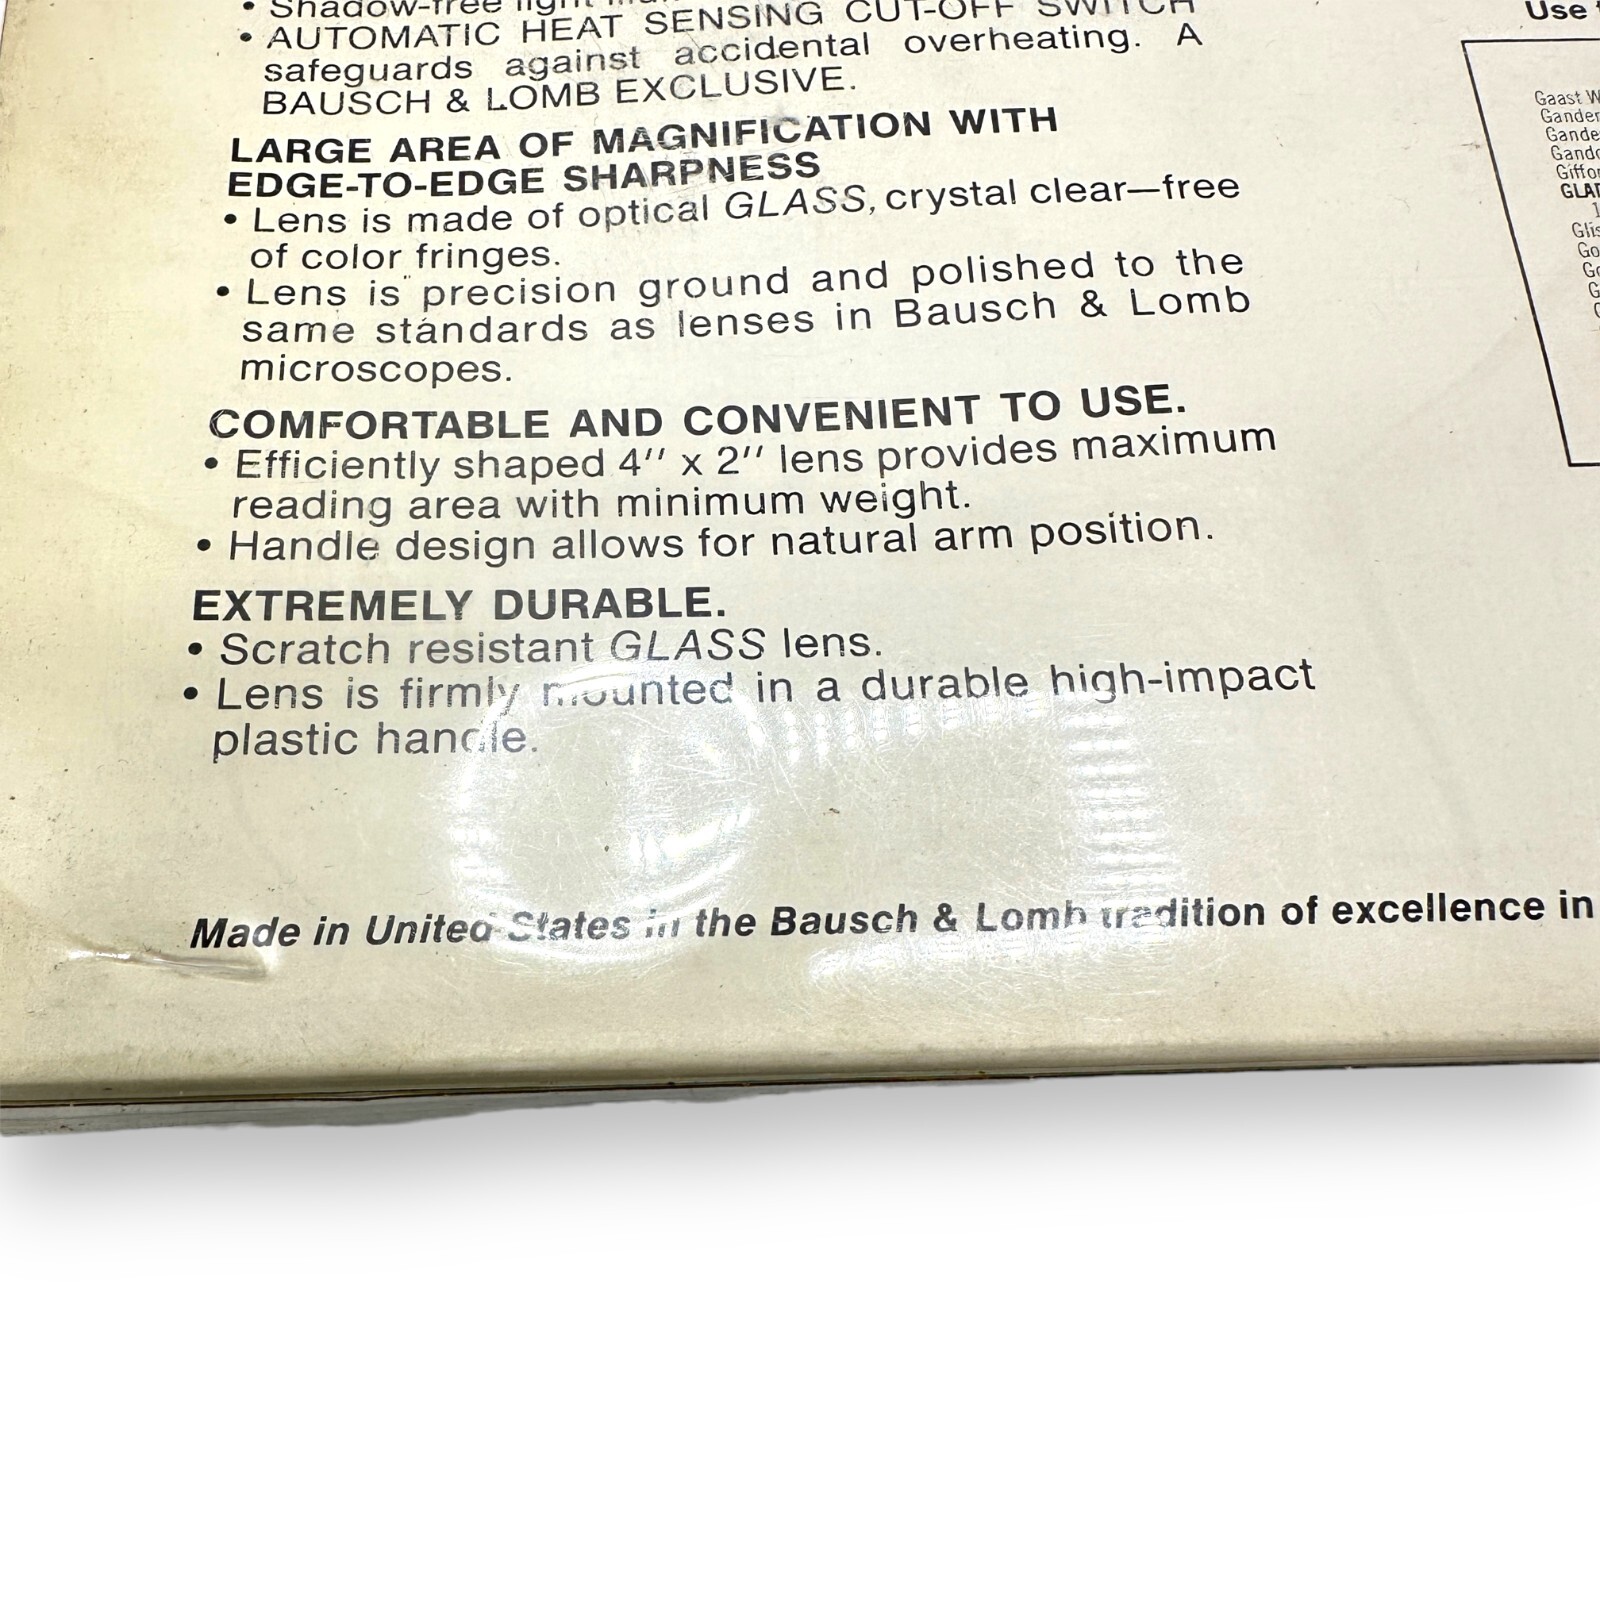 • Shadow-free light
• AUTOMATIC HEAT SENSING CUT-OFF SWITCH
safeguards against accidental overheating. A
BAUSCH & LOMB EXCLUSIVE.
LARGE AREA OF MAGNIFICATION WITH
EDGE-TO-EDGE SHARPNESS
• Lens is made of optical GLASS, crystal clear—free
of color fringes.
• Lens is precision ground and polished to the
same standards as lenses in Bausch & Lomb
microscopes.
COMFORTABLE AND CONVENIENT TO USE.
• Efficiently shaped 4″ x 2″ lens provides maximum
reading area with minimum weight.
• Handle design allows for natural arm position.
EXTREMELY DURABLE.
• Scratch resistant GLASS lens.
• Lens is firmly mounted in a durable high-impact
plastic handle.
Made in United States in the Bausch & Lomb tradition of excellence in
Use
Gaast W